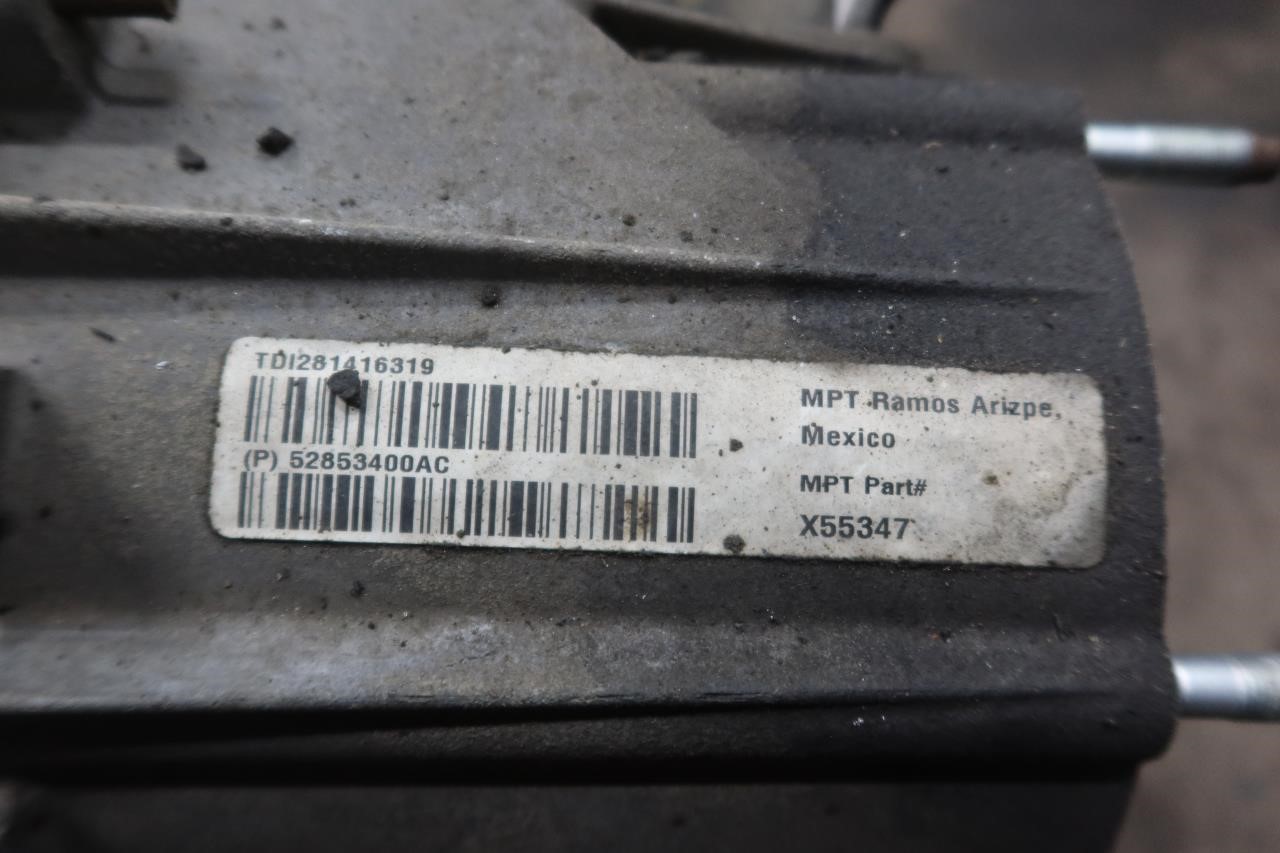 TDI281416319
(P) 52853400AC
MPT Ramos Arizpe,
Mexico
MPT Part#
X55347